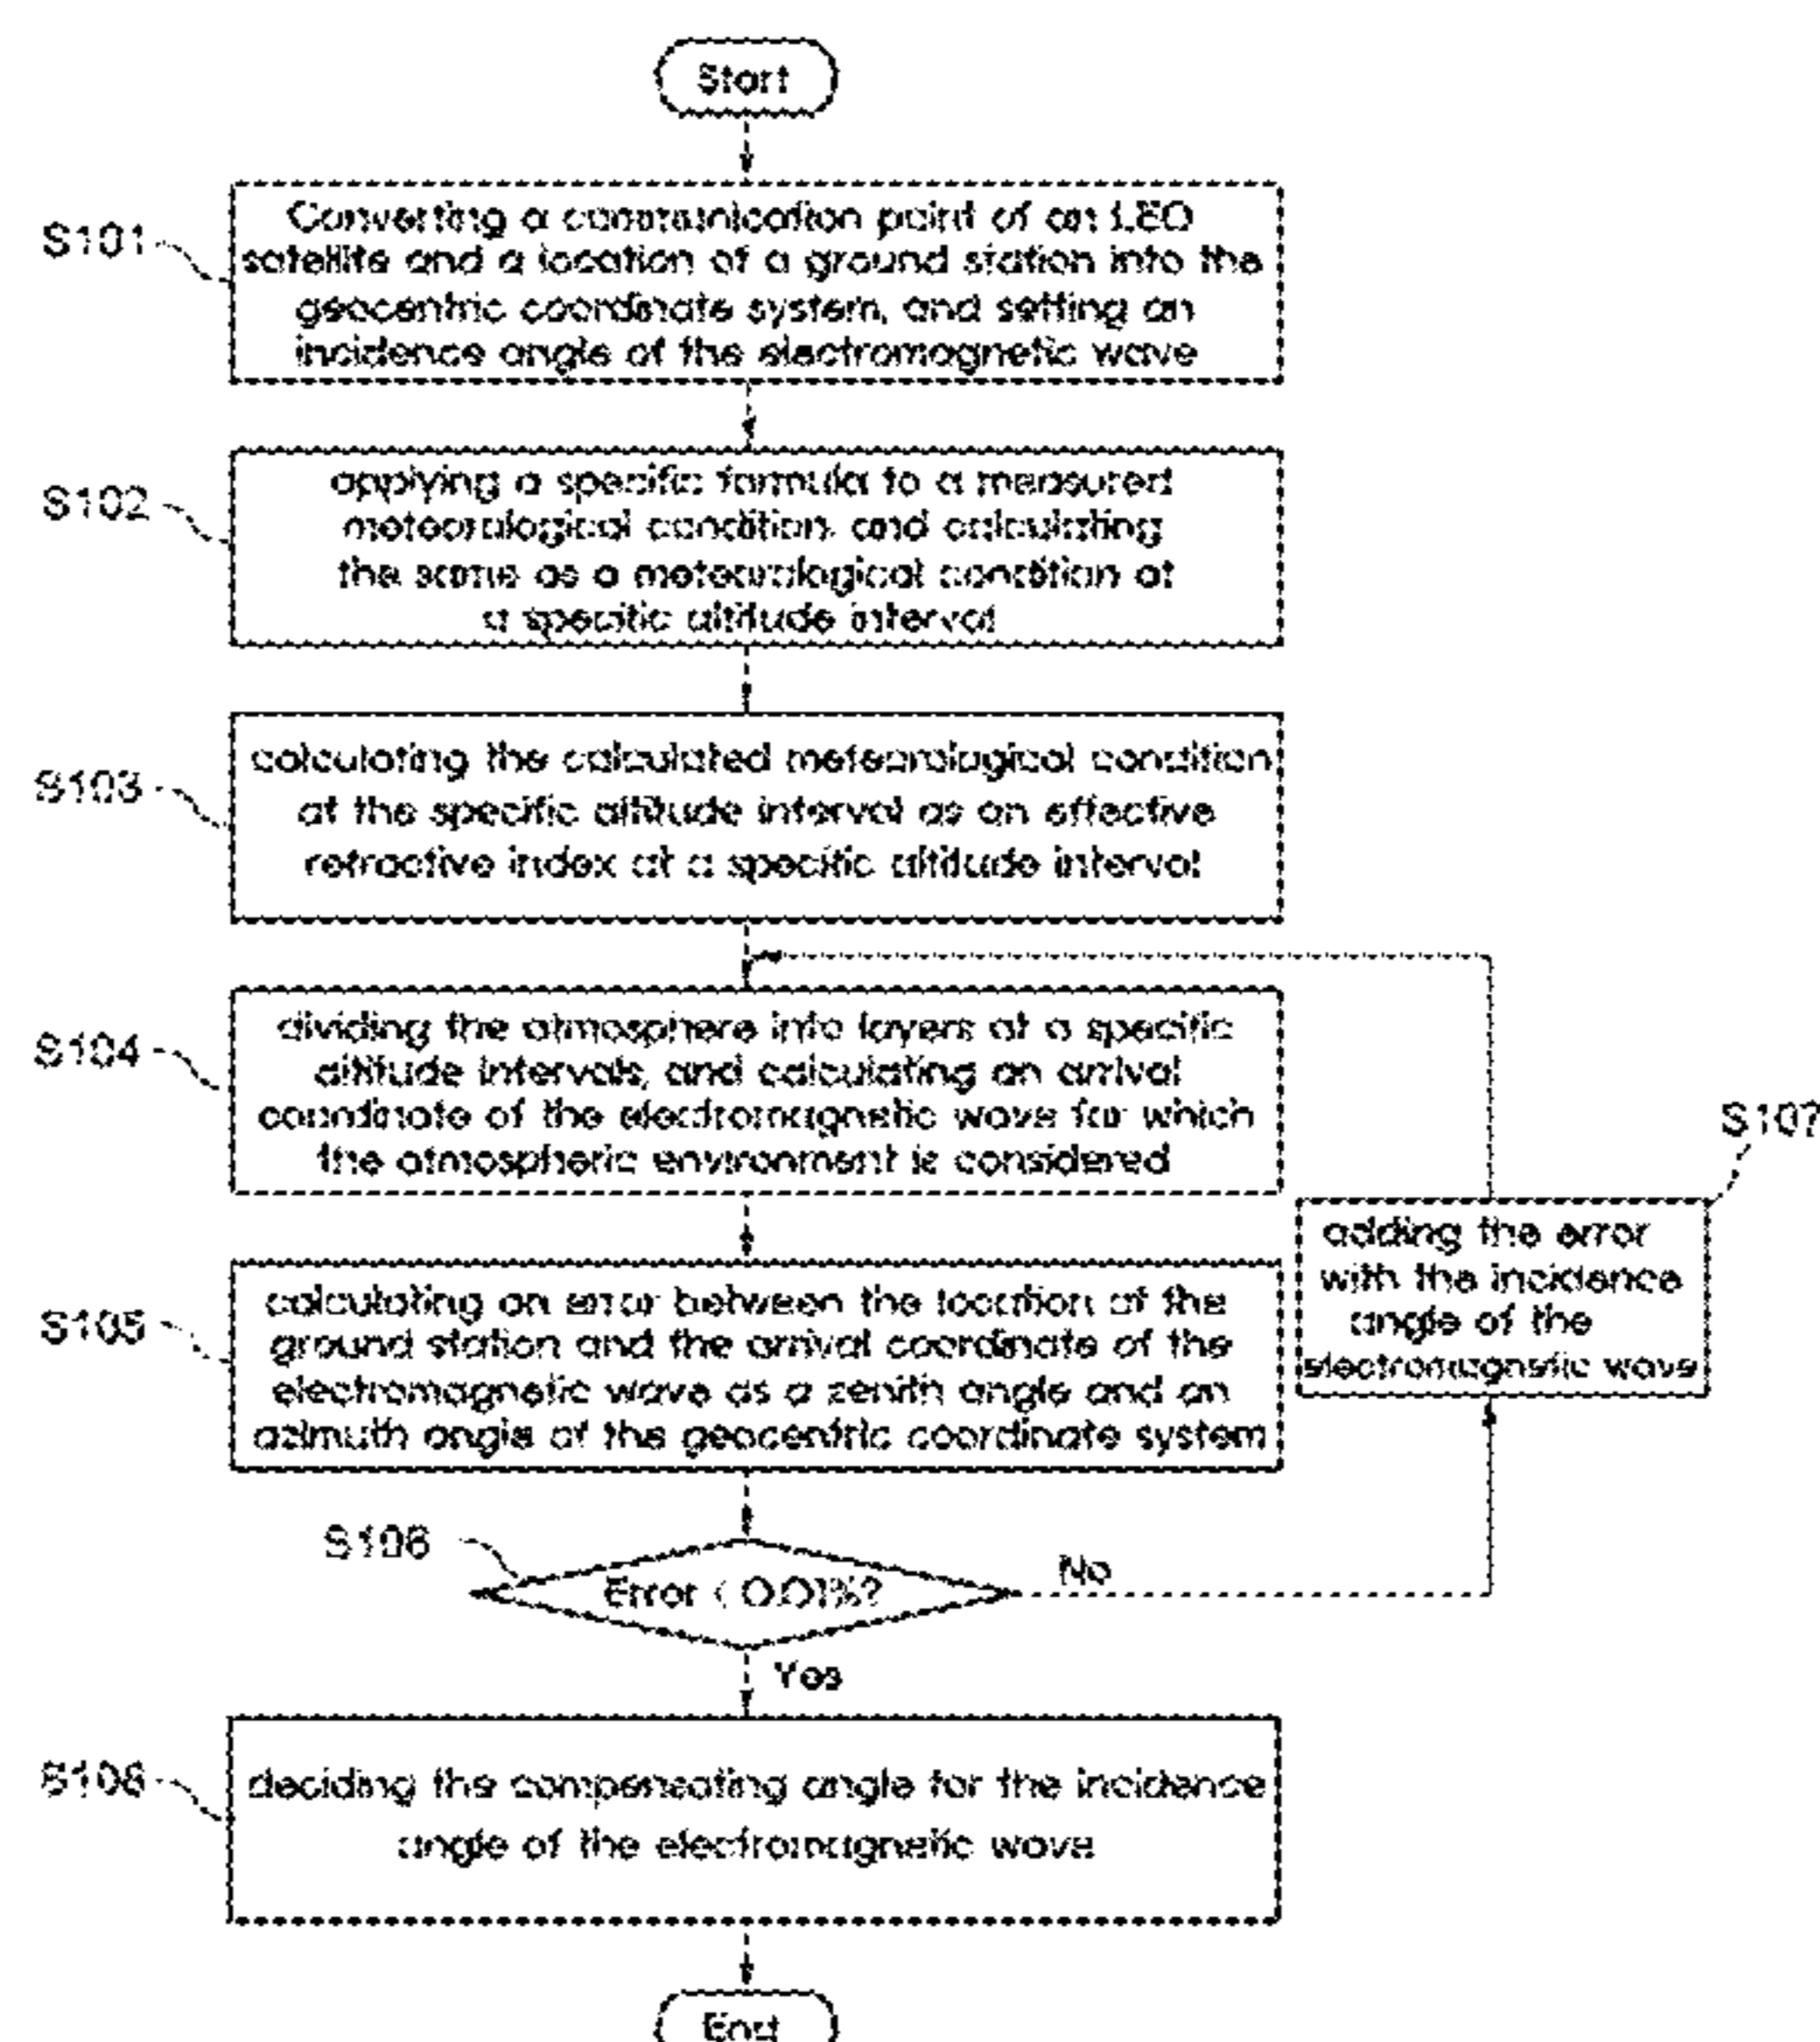 Start
S101
Converting a communication point of an LEO
satellite and a location of a ground station into the
geocentric coordinate system, and setting an
incidence angle of the electromagnetic wave
S102
applying a specific formula to a measured
meteorological condition, and calculating
the same as a meteorological condition at
a specific altitude interval
S103
calculating the calculated meteorological condition
at the specific altitude interval as an effective
refractive index at a specific altitude interval
S104
dividing the atmosphere into layers at a specific
altitude intervals, and calculating an arrival
coordinate of the electromagnetic wave for which
the atmospheric environment is considered
S107
adding the error
with the incidence
angle of the
electromagnetic wave
S105
calculating an error between the location of the
ground station and the arrival coordinate of the
electromagnetic wave as a zenith angle and an
azimuth angle of the geocentric coordinate system
S106
Error < 0.01%?
No
Yes
S108
deciding the compensating angle for the incidence
angle of the electromagnetic wave
End